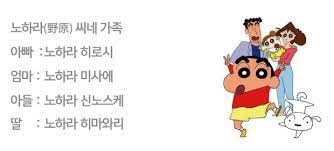 노하라(野原) 씨네 가족
아빠 : 노하라 히로시
엄마 : 노하라 미사에
아들 : 노하라 신노스케
딸 : 노하라 히마와리